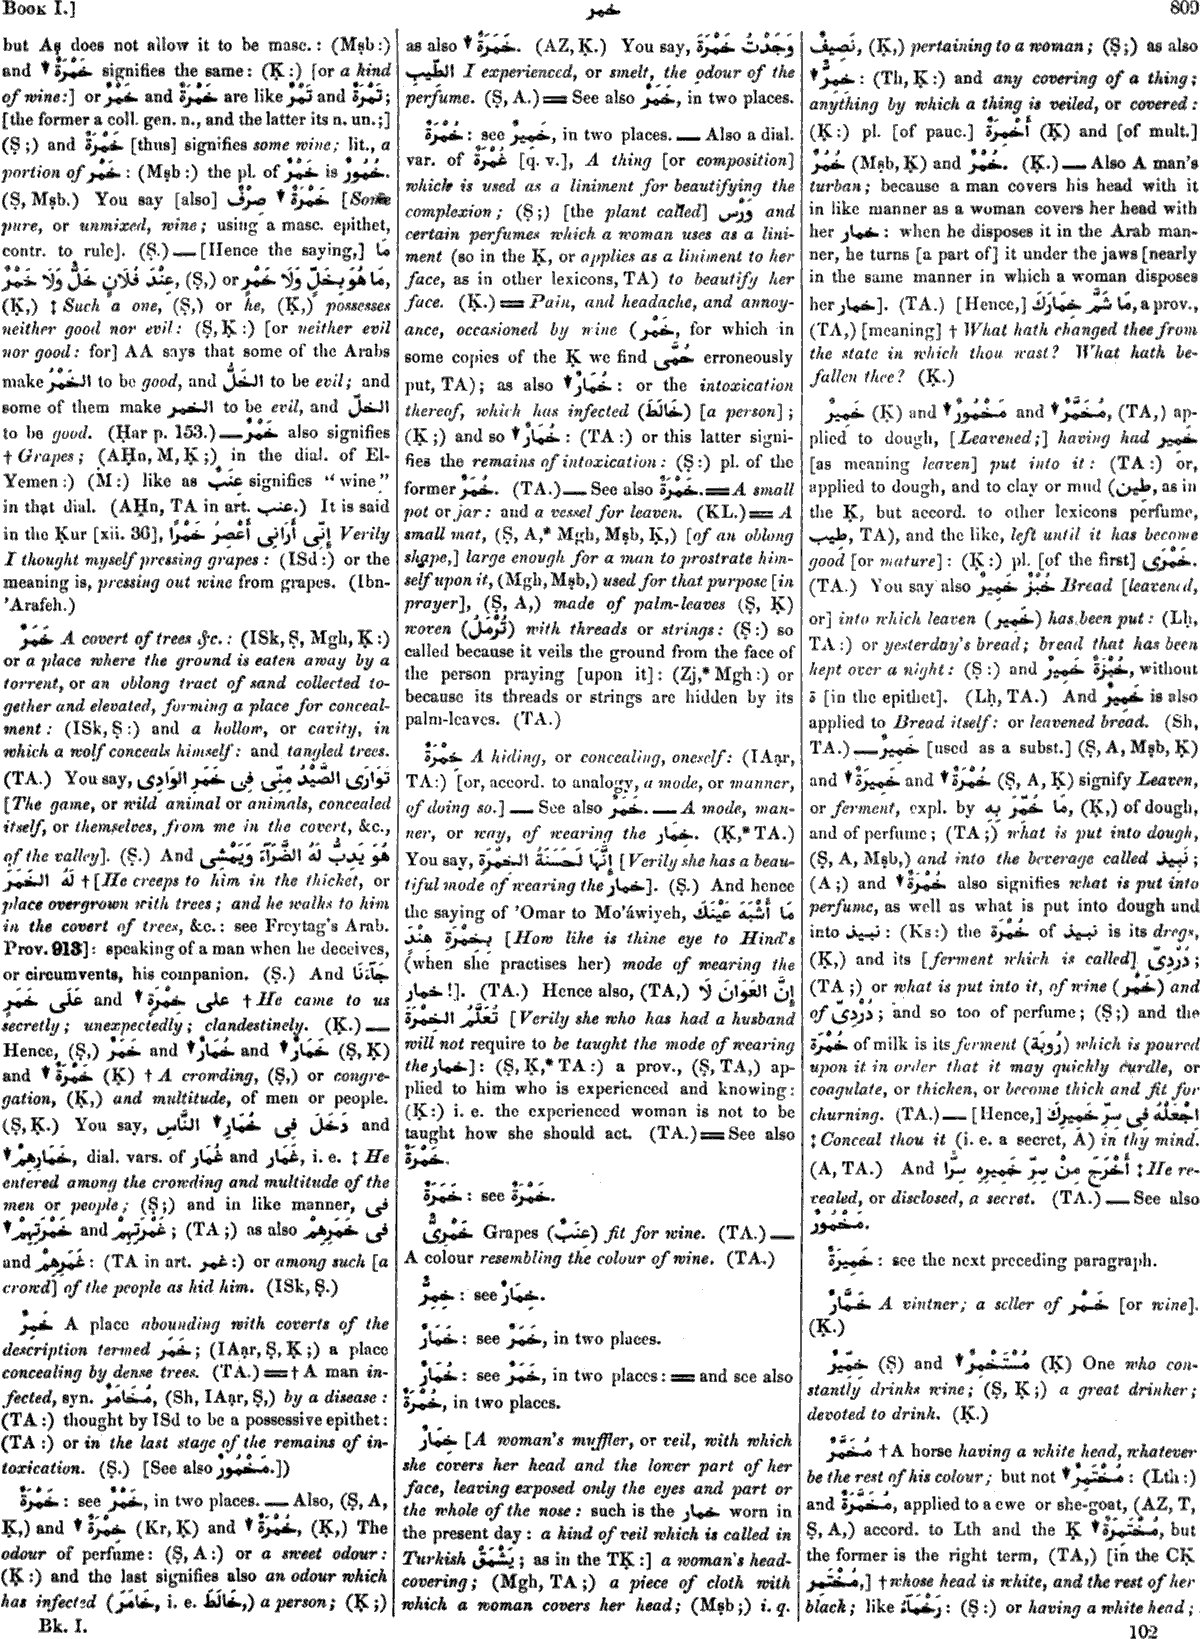 BOOK I.]
خمر
809
but Aṣ does not allow it to be masc.: (Mṣb:)
and ▾ خَمْرَةٌ signifies the same: (Ḳ:) [or a kind
of wine:] or خَمْرٌ and خَمْرَةٌ are like تَمْرٌ and تَمْرَةٌ;
[the former a coll. gen. n., and the latter its n. un.;]
(Ṣ;) and خَمْرَةٌ [thus] signifies some wine; lit., a
portion of خَمْر: (Mṣb:) the pl. of خَمْرٌ is خُمُورٌ.
(Ṣ, Mṣb.) You say [also] خَمْرَةٌ ▾ صِرْفٌ [Some
pure, or unmixed, wine; using a masc. epithet,
contr. to rule]. (Ṣ.) — [Hence the saying,] مَا
عِنْدَ فُلَانٍ خَلٌّ وَلَا خَمْرٌ, (Ṣ,) or مَا هُوَ بِخَلٍّ وَلَا خَمْرٍ,
(Ḳ,) ‡ Such a one, (Ṣ,) or he, (Ḳ,) possesses
neither good nor evil: (Ṣ, Ḳ:) [or neither evil
nor good: for] AA says that some of the Arabs
make الخَمْرُ to be good, and الخَلُّ to be evil; and
some of them make الخمر to be evil, and الخلّ
to be good. (Ḥar p. 153.) — خَمْرٌ also signifies
† Grapes; (AḤn, M, Ḳ;) in the dial. of El-
Yemen:) (M:) like as عِنَبٌ signifies "wine"
in that dial. (AḤn, TA in art. عنب.) It is said
in the Ḳur [xii. 36], إِنِّى أَرَانِى أَعْصِرُ خَمْرًا Verily
I thought myself pressing grapes: (ISd:) or the
meaning is, pressing out wine from grapes. (Ibn-
'Arafeh.)
خَمَرٌ A covert of trees &c.: (ISk, Ṣ, Mgh, Ḳ:)
or a place where the ground is eaten away by a
torrent, or an oblong tract of sand collected to-
gether and elevated, forming a place for conceal-
ment: (ISk, Ṣ:) and a hollow, or cavity, in
which a wolf conceals himself: and tangled trees.
(TA.) You say, تَوَارَى الصَّيْدُ مِنِّى فِى خَمَرِ الوَادِى
[The game, or wild animal or animals, concealed
itself, or themselves, from me in the covert, &c.,
of the valley]. (Ṣ.) And هُوَ يَدِبُّ لَهُ الضَّرَآءَ وَيَمْشِى
لَهُ الخَمَرَ † [He creeps to him in the thicket, or
place overgrown with trees; and he walks to him
in the covert of trees, &c.: see Freytag's Arab.
Prov. 913]: speaking of a man when he deceives,
or circumvents, his companion. (Ṣ.) And جَآءَنَا
عَلَى خَمَرٍ and على خَمْرَةٍ ▾ † He came to us
secretly; unexpectedly; clandestinely. (Ḳ.) —
Hence, (Ṣ,) خَمَرٌ and ▾ خُمَارٌ and ▾ خَمَارٌ (Ṣ, Ḳ)
and ▾ خَمْرَةٌ (Ḳ) † A crowding, (Ṣ,) or congre-
gation, (Ḳ,) and multitude, of men or people.
(Ṣ, Ḳ.) You say, دَخَلَ فِى خُمَارِ ▾ النَّاسِ and
▾ خَمَارِهِمْ, dial. vars. of غُمَار and غَمَار, i. e. ‡ He
entered among the crowding and multitude of the
men or people; (Ṣ;) and in like manner, فِى
▾ خَمْرَتِهِمْ and غَمْرَتِهِمْ; (TA;) as also فِى خَمَرِهِمْ
and غَمَرِهِمْ: (TA in art. غمر:) or among such [a
crowd] of the people as hid him. (ISk, Ṣ.)
خَمِرٌ A place abounding with coverts of the
description termed خَمَر; (IAạr, Ṣ, Ḳ;) a place
concealing by dense trees. (TA.) = † A man in-
fected, syn. مُخَامَرٌ, (Sh, IAạr, Ṣ,) by a disease:
(TA:) thought by ISd to be a possessive epithet:
(TA:) or in the last stage of the remains of in-
toxication. (Ṣ.) [See also مَخْمُورٌ.])
خَمْرَةٌ: see خَمْرٌ, in two places. — Also, (Ṣ, A,
Ḳ,) and ▾ خَمَرَةٌ (Kr, Ḳ) and ▾ خُمْرَةٌ, (Ḳ,) The
odour of perfume: (Ṣ, A:) or a sweet odour:
(Ḳ:) and the last signifies also an odour which
has infected (خَامَرَ, i. e. خَالَطَ,) a person; (Ḳ;)
Bk. I.
as also ▾ خَمَرَةٌ. (AZ, Ḳ.) You say, وَجَدْتُ خَمْرَةَ
الطِّيبِ I experienced, or smelt, the odour of the
perfume. (Ṣ, A.) = See also خَمَرٌ, in two places.
خُمْرَةٌ: see خَمِيرٌ, in two places. — Also a dial.
var. of غُمْرَةٌ [q. v.], A thing [or composition]
which is used as a liniment for beautifying the
complexion; (Ṣ;) [the plant called] وَرْس and
certain perfumes which a woman uses as a lini-
ment (so in the Ḳ, or applies as a liniment to her
face, as in other lexicons, TA) to beautify her
face. (Ḳ.) = Pain, and headache, and annoy-
ance, occasioned by wine (خَمْر, for which in
some copies of the Ḳ we find حُمَّى erroneously
put, TA); as also ▾ خُمَارٌ: or the intoxication
thereof, which has infected (خَالَطَ) [a person];
(Ḳ;) and so ▾ خُمَارٌ: (TA:) or this latter signi-
fies the remains of intoxication: (Ṣ:) pl. of the
former خُمَرٌ. (TA.) — See also خَمْرَةٌ. = A small
pot or jar: and a vessel for leaven. (KL.) = A
small mat, (Ṣ, A,* Mgh, Mṣb, Ḳ,) [of an oblong
shape,] large enough for a man to prostrate him-
self upon it, (Mgh, Mṣb,) used for that purpose [in
prayer], (Ṣ, A,) made of palm-leaves (Ṣ, Ḳ)
woven (تُرْمَلُ) with threads or strings: (Ṣ:) so
called because it veils the ground from the face of
the person praying [upon it]: (Zj,* Mgh:) or
because its threads or strings are hidden by its
palm-leaves. (TA.)
خِمْرَةٌ A hiding, or concealing, oneself: (IAạr,
TA:) [or, accord. to analogy, a mode, or manner,
of doing so.] — See also خَمَرٌ. — A mode, man-
ner, or way, of wearing the خِمَار. (Ḳ,* TA.)
You say, إِنَّهَا لَحَسَنَةُ الخِمْرَةِ [Verily she has a beau-
tiful mode of wearing the خمار]. (Ṣ.) And hence
the saying of 'Omar to Mo'áwiyeh, مَا أَشْبَهَ عَيْنَكَ
بِخِمْرَةِ هِنْدَ [How like is thine eye to Hind's
(when she practises her) mode of wearing the
خمار!]. (TA.) Hence also, (TA,) إِنَّ العَوَانَ لَا
تُعَلَّمُ الخِمْرَةَ [Verily she who has had a husband
will not require to be taught the mode of wearing
the خمار]: (Ṣ, Ḳ,* TA:) a prov., (Ṣ, TA,) ap-
plied to him who is experienced and knowing:
(Ḳ:) i. e. the experienced woman is not to be
taught how she should act. (TA.) = See also
خَمْرَةٌ.
خَمَرَةٌ: see خَمْرَةٌ.
خَمْرِىٌّ Grapes (عِنَبٌ) fit for wine. (TA.) —
A colour resembling the colour of wine. (TA.)
خِمِرٌّ: see خِمَارٌ.
خَمَارٌ: see خَمَرٌ, in two places.
خُمَارٌ: see خَمَرٌ, in two places: = and see also
خُمْرَةٌ, in two places.
خِمَارٌ [A woman's muffler, or veil, with which
she covers her head and the lower part of her
face, leaving exposed only the eyes and part or
the whole of the nose: such is the خمار worn in
the present day: a kind of veil which is called in
Turkish يَشْمَقْ; as in the TḲ:] a woman's head-
covering; (Mgh, TA;) a piece of cloth with
which a woman covers her head; (Mṣb;) i. q.
نَصِيفٌ, (Ḳ,) pertaining to a woman; (Ṣ;) as also
▾ خِمِرٌّ: (Th, Ḳ:) and any covering of a thing;
anything by which a thing is veiled, or covered:
(Ḳ:) pl. [of pauc.] أَخْمِرَةٌ (Ḳ) and [of mult.]
خُمُرٌ (Mṣb, Ḳ) and خُمْرٌ. (Ḳ.) — Also A man's
turban; because a man covers his head with it
in like manner as a woman covers her head with
her خمار: when he disposes it in the Arab man-
ner, he turns [a part of] it under the jaws [nearly
in the same manner in which a woman disposes
her خمار]. (TA.) [Hence,] مَا شَمَّ خِمَارَكَ, a prov.,
(TA,) [meaning] † What hath changed thee from
the state in which thou wast? What hath be-
fallen thee? (Ḳ.)
خَمِيرٌ (Ḳ) and ▾ مَخْمُورٌ and ▾ مُخَمَّرٌ, (TA,) ap-
plied to dough, [Leavened;] having had خمير
[as meaning leaven] put into it: (TA:) or,
applied to dough, and to clay or mud (طِين, as in
the Ḳ, but accord. to other lexicons perfume,
طِيب, TA), and the like, left until it has become
good [or mature]: (Ḳ:) pl. [of the first] خَمْرَى.
(TA.) You say also خُبْزٌ خَمِيرٌ Bread [leavened,
or] into which leaven (خمير) has been put: (Lḥ,
TA:) or yesterday's bread; bread that has been
kept over a night: (Ṣ:) and خُبْزَةٌ خَمِيرٌ, without
ة [in the epithet]. (Lḥ, TA.) And خَمِيرٌ is also
applied to Bread itself: or leavened bread. (Sh,
TA.) — خَمِيرٌ [used as a subst.] (Ṣ, A, Mṣb, Ḳ)
and ▾ خَمِيرَةٌ and ▾ خُمْرَةٌ (Ṣ, A, Ḳ) signify Leaven,
or ferment, expl. by مَا خُمِّرَ بِهِ, (Ḳ,) of dough,
and of perfume; (TA;) what is put into dough,
(Ṣ, A, Mṣb,) and into the beverage called نَبِيذ;
(A;) and ▾ خُمْرَةٌ also signifies what is put into
perfume, as well as what is put into dough and
into نبيذ: (Ks:) the خُمْرَة of نبيذ is its dregs,
(Ḳ,) and its [ferment which is called] دُرْدِىّ;
(TA;) or what is put into it, of wine (خَمْر) and
of دُرْدِىّ; and so too of perfume; (Ṣ;) and the
خُمْرَة of milk is its ferment (رُوبَة) which is poured
upon it in order that it may quickly curdle, or
coagulate, or thicken, or become thick and fit for
churning. (TA.) — [Hence,] اِجْعَلْهُ فِى سِرِّ خَمِيرِكَ
‡ Conceal thou it (i. e. a secret, A) in thy mind.
(A, TA.) And أَخْرَجَ مِنْ سِرِّ خَمِيرِهِ سِرًّا ‡ He re-
vealed, or disclosed, a secret. (TA.) — See also
مَخْمُورٌ.
خَمِيرَةٌ: see the next preceding paragraph.
خَمَّارٌ A vintner; a seller of خَمْر [or wine].
(Ḳ.)
خِمِّيرٌ (Ṣ) and ▾ مُسْتَخْمِرٌ (Ḳ) One who con-
stantly drinks wine; (Ṣ, Ḳ;) a great drinker;
devoted to drink. (Ḳ.)
مُخَمَّرٌ † A horse having a white head, whatever
be the rest of his colour; but not ▾ مُخْتَمِرٌ: (Lth:)
and مُخَمَّرَةٌ, applied to a ewe or she-goat, (AZ, T,
Ṣ, A,) accord. to Lth and the Ḳ ▾ مُخْتَمِرَةٌ, but
the former is the right term, (TA,) [in the CḲ
مُخْتَمِر,] † whose head is white, and the rest of her
black; like رَخْمَآءُ: (Ṣ:) or having a white head;
102